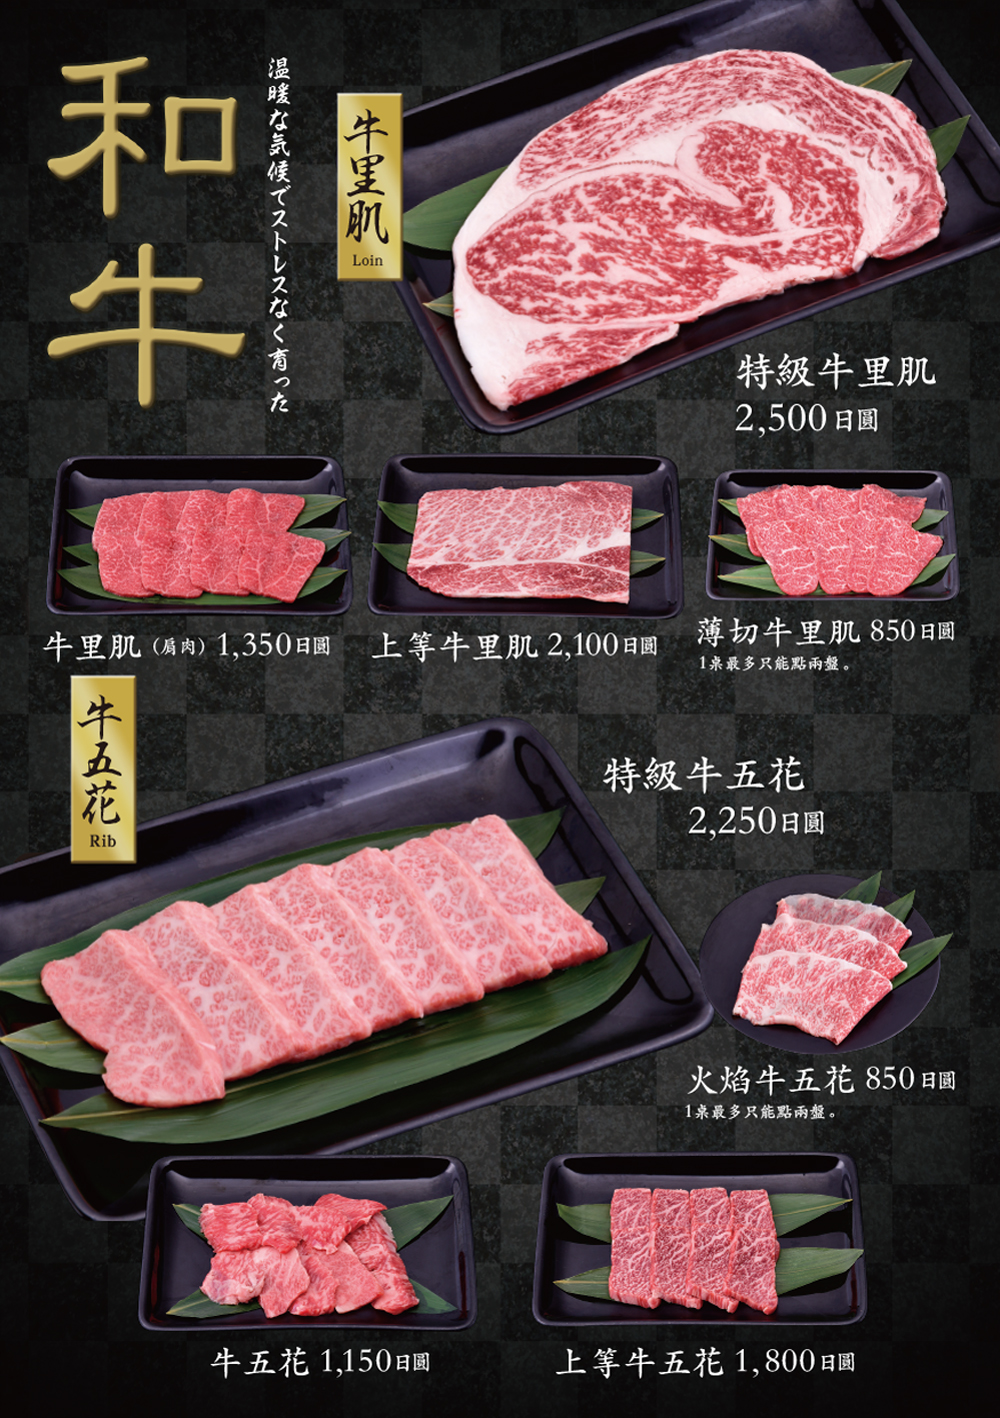 和牛
温暖な気候でストレスなく育った
牛里肌
Loin
特級牛里肌
2,500日圓
牛里肌（肩肉）1,350日圓
上等牛里肌 2,100日圓
薄切牛里肌 850日圓
1桌最多只能點兩盤。
牛五花
Rib
特級牛五花
2,250日圓
火焰牛五花 850日圓
1桌最多只能點兩盤。
牛五花 1,150日圓
上等牛五花 1,800日圓